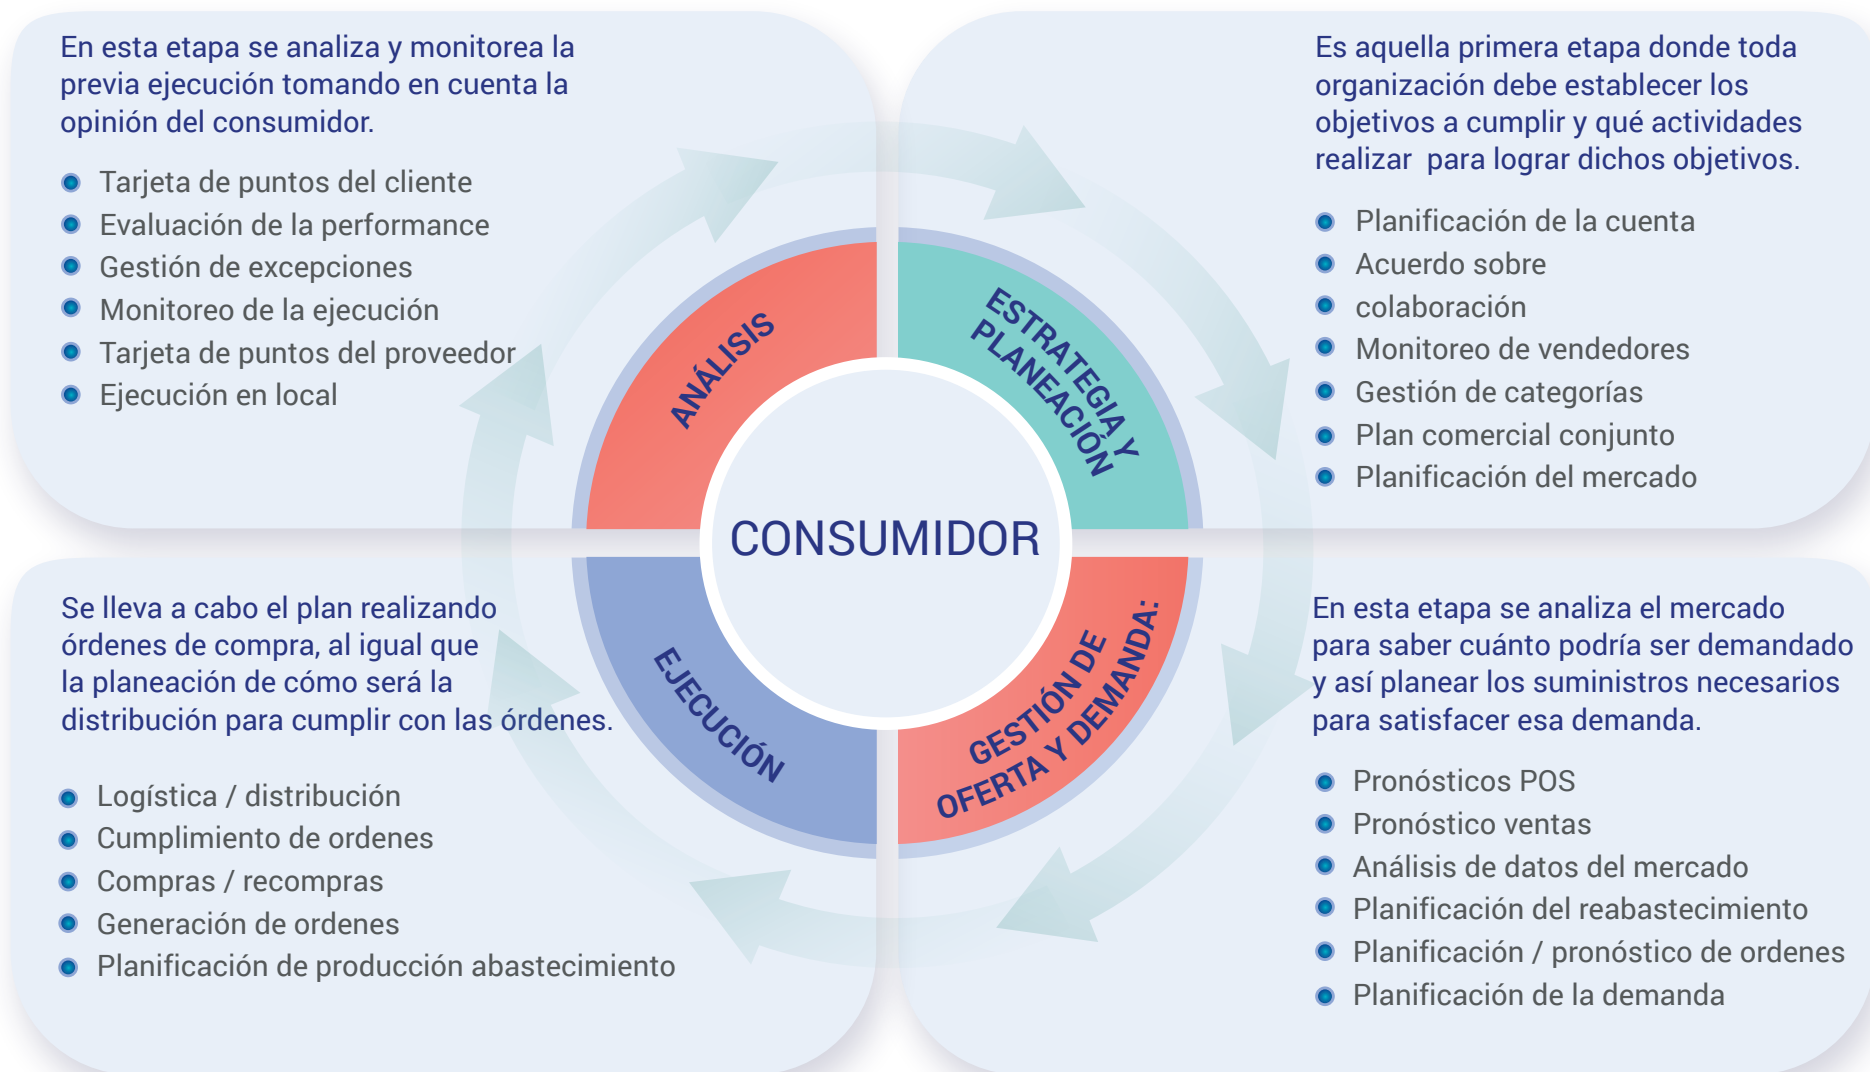 En esta etapa se analiza y monitorea la
previa ejecución tomando en cuenta la
opinión del consumidor.
Tarjeta de puntos del cliente
Evaluación de la performance
Gestión de excepciones
Monitoreo de la ejecución
Tarjeta de puntos del proveedor
Ejecución en local
Es aquella primera etapa donde toda
organización debe establecer los
objetivos a cumplir y qué actividades
realizar para lograr dichos objetivos.
Planificación de la cuenta
Acuerdo sobre
colaboración
Monitoreo de vendedores
Gestión de categorías
Plan comercial conjunto
Planificación del mercado
ANÁLISIS
ESTRATEGIA Y
PLANEACIÓN
CONSUMIDOR
EJECUCIÓN
GESTIÓN DE
OFERTA Y DEMANDA:
Se lleva a cabo el plan realizando
órdenes de compra, al igual que
la planeación de cómo será la
distribución para cumplir con las órdenes.
Logística / distribución
Cumplimiento de ordenes
Compras / recompras
Generación de ordenes
Planificación de producción abastecimiento
En esta etapa se analiza el mercado
para saber cuánto podría ser demandado
y así planear los suministros necesarios
para satisfacer esa demanda.
Pronósticos POS
Pronóstico ventas
Análisis de datos del mercado
Planificación del reabastecimiento
Planificación / pronóstico de ordenes
Planificación de la demanda